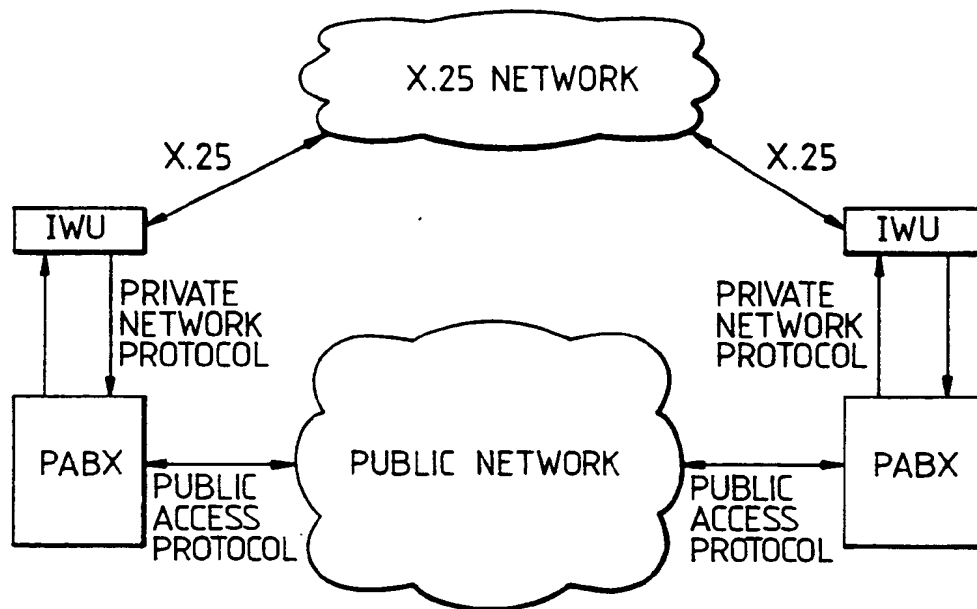 X.25 NETWORK
X.25
X.25
IWU
IWU
PRIVATE
NETWORK
PROTOCOL
PRIVATE
NETWORK
PROTOCOL
PABX
PUBLIC NETWORK
PABX
PUBLIC
ACCESS
PROTOCOL
PUBLIC
ACCESS
PROTOCOL